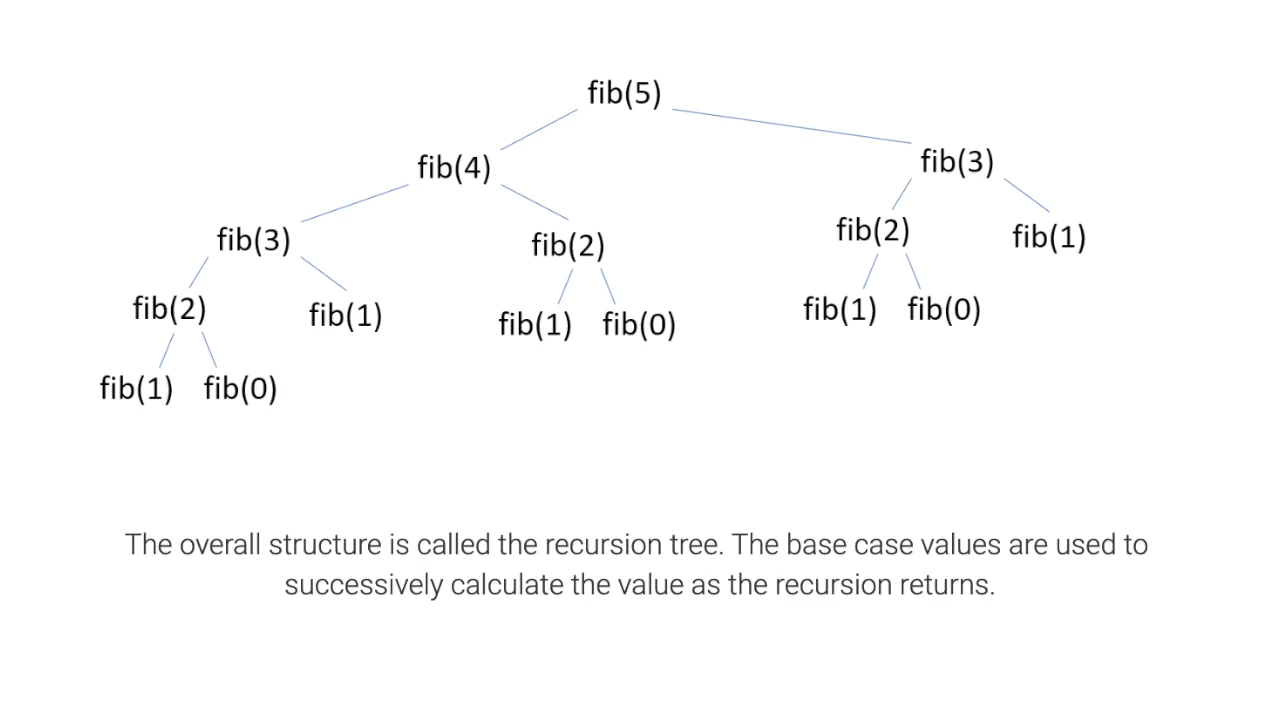 fib(5)
fib(4) fib(3)
fib(3) fib(2) fib(2) fib(1)
fib(2) fib(1) fib(1) fib(0) fib(1) fib(0)
fib(1) fib(0)
The overall structure is called the recursion tree. The base case values are used to
successively calculate the value as the recursion returns.